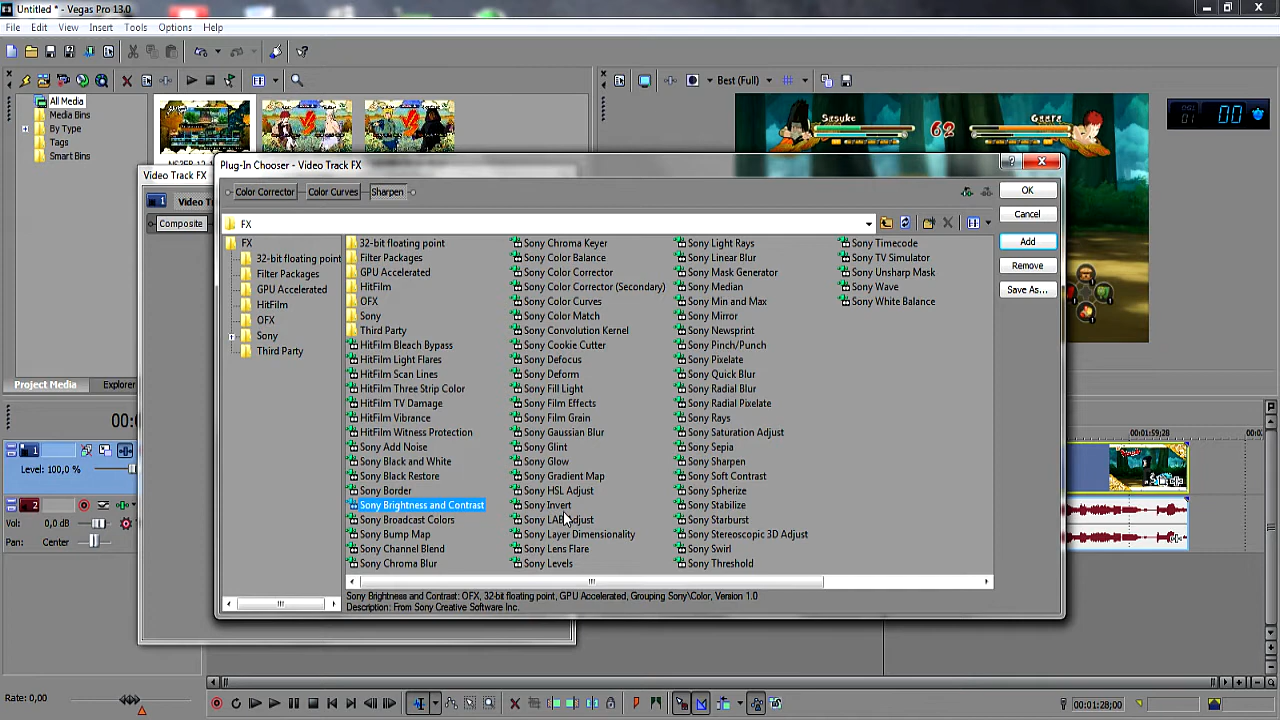 Untitled * - Vegas Pro 13.0
File Edit View Insert Tools Options Help
All Media
Media Bins
By Type
Tags
Smart Bins
Best (Full)
Sasuke 62 Gaara
00
Project Media Explorer
Video Track FX
Composite
Plug-In Chooser - Video Track FX
Color Corrector Color Curves Sharpen
FX
OK
Cancel
Add
Remove
Save As...
FX
32-bit floating point
Filter Packages
GPU Accelerated
HitFilm
OFX
Sony
Third Party
32-bit floating point
Filter Packages
GPU Accelerated
HitFilm
OFX
Sony
Third Party
HitFilm Bleach Bypass
HitFilm Light Flares
HitFilm Scan Lines
HitFilm Three Strip Color
HitFilm TV Damage
HitFilm Vibrance
HitFilm Witness Protection
Sony Add Noise
Sony Black and White
Sony Black Restore
Sony Border
Sony Brightness and Contrast
Sony Broadcast Colors
Sony Bump Map
Sony Channel Blend
Sony Chroma Blur
Sony Chroma Keyer
Sony Color Balance
Sony Color Corrector
Sony Color Corrector (Secondary)
Sony Color Curves
Sony Color Match
Sony Convolution Kernel
Sony Cookie Cutter
Sony Defocus
Sony Deform
Sony Fill Light
Sony Film Effects
Sony Film Grain
Sony Gaussian Blur
Sony Glint
Sony Glow
Sony Gradient Map
Sony HSL Adjust
Sony Invert
Sony LAB Adjust
Sony Layer Dimensionality
Sony Lens Flare
Sony Levels
Sony Light Rays
Sony Linear Blur
Sony Mask Generator
Sony Median
Sony Min and Max
Sony Mirror
Sony Newsprint
Sony Pinch/Punch
Sony Pixelate
Sony Quick Blur
Sony Radial Blur
Sony Radial Pixelate
Sony Rays
Sony Saturation Adjust
Sony Sepia
Sony Sharpen
Sony Soft Contrast
Sony Spherize
Sony Stabilize
Sony Starburst
Sony Stereoscopic 3D Adjust
Sony Swirl
Sony Threshold
Sony Timecode
Sony TV Simulator
Sony Unsharp Mask
Sony Wave
Sony White Balance
Sony Brightness and Contrast: OFX, 32-bit floating point, GPU Accelerated, Grouping Sony\Color, Version 1.0
Description: From Sony Creative Software Inc.
1
Level: 100,0 %
2
Vol: 0,0 dB
Pan: Center
00:01:59:28
Rate: 0,00
00:01:28;00